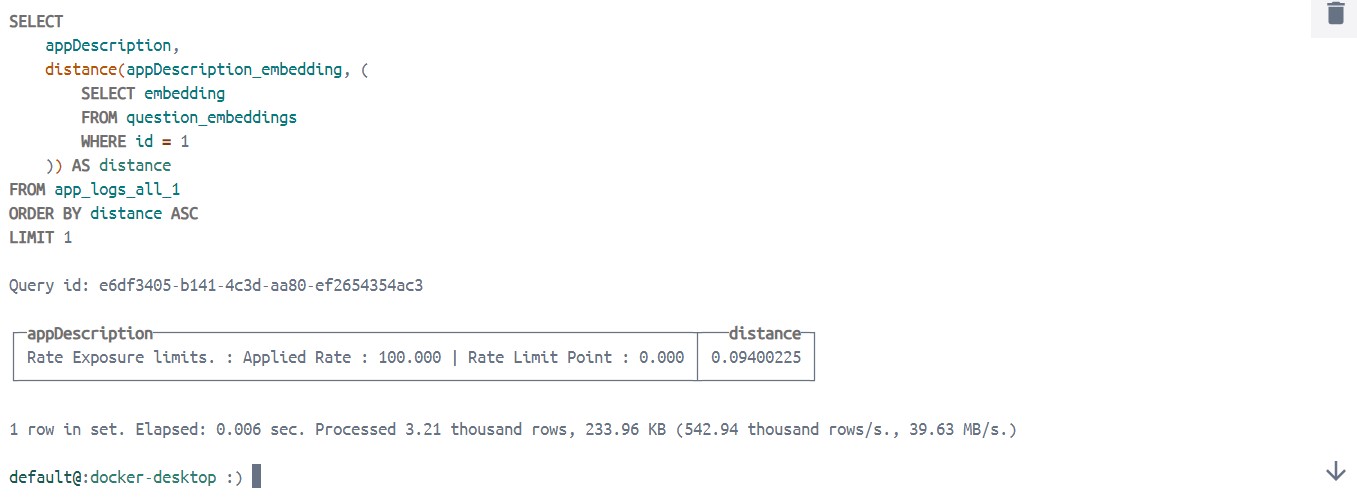 SELECT
    appDescription,
    distance(appDescription_embedding, (
        SELECT embedding
        FROM question_embeddings
        WHERE id = 1
    )) AS distance
FROM app_logs_all_1
ORDER BY distance ASC
LIMIT 1
Query id: e6df3405-b141-4c3d-aa80-ef2654354ac3
appDescription distance
Rate Exposure limits. : Applied Rate : 100.000 | Rate Limit Point : 0.000 0.09400225
1 row in set. Elapsed: 0.006 sec. Processed 3.21 thousand rows, 233.96 KB (542.94 thousand rows/s., 39.63 MB/s.)
default@:docker-desktop :)